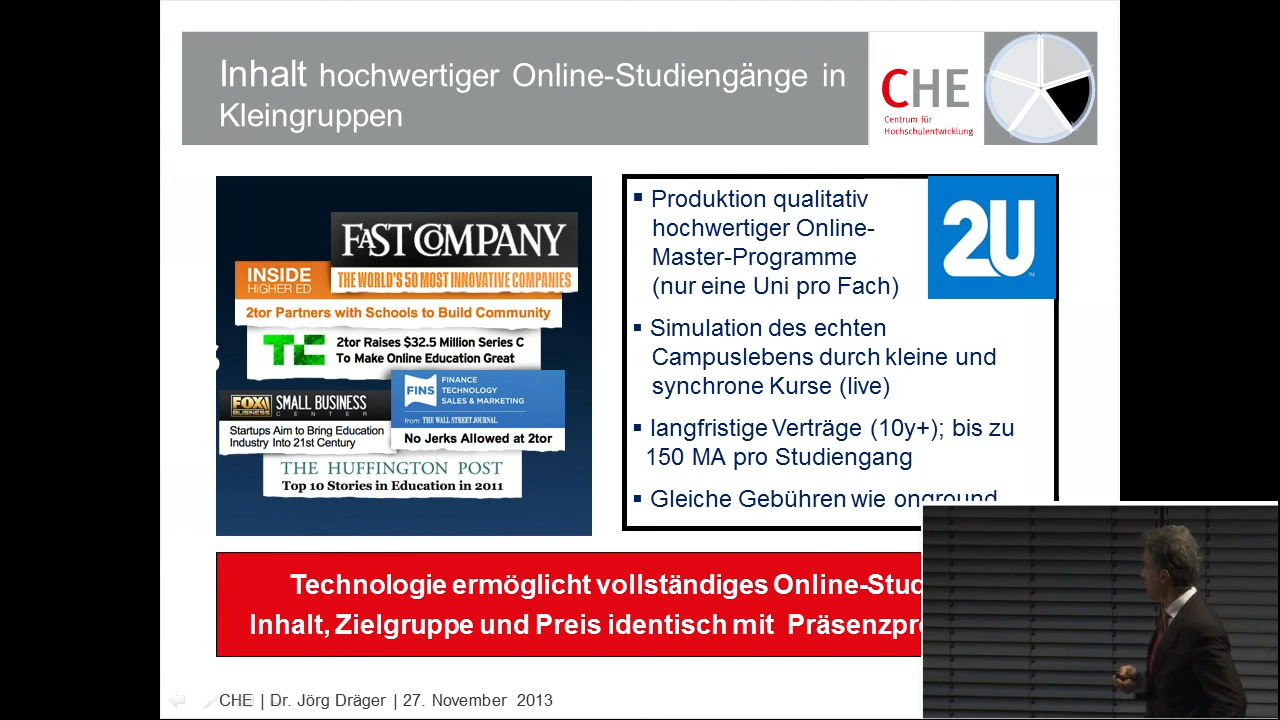 Inhalt hochwertiger Online-Studiengänge in
Kleingruppen
CHE
Centrum für
Hochschulentwicklung
FAST COMPANY
THE WORLD'S 50 MOST INNOVATIVE COMPANIES
INSIDE
HIGHER ED
2tor Partners with Schools to Build Community
TC
2tor Raises $32.5 Million Series C
To Make Online Education Great
FOX
BUSINESS
SMALL BUSINESS
CENTER
Startups Aim to Bring Education
Industry Into 21st Century
FINS
FINANCE
TECHNOLOGY
SALES & MARKETING
from THE WALL STREET JOURNAL
No Jerks Allowed at 2tor
THE HUFFINGTON POST
Top 10 Stories in Education in 2011
2U
▪ Produktion qualitativ
hochwertiger Online-
Master-Programme
(nur eine Uni pro Fach)
▪ Simulation des echten
Campuslebens durch kleine und
synchrone Kurse (live)
▪ langfristige Verträge (10y+); bis zu
150 MA pro Studiengang
▪ Gleiche Gebühren wie onground
Technologie ermöglicht vollständiges Online-Stud
Inhalt, Zielgruppe und Preis identisch mit Präsenzpr
CHE | Dr. Jörg Dräger | 27. November 2013